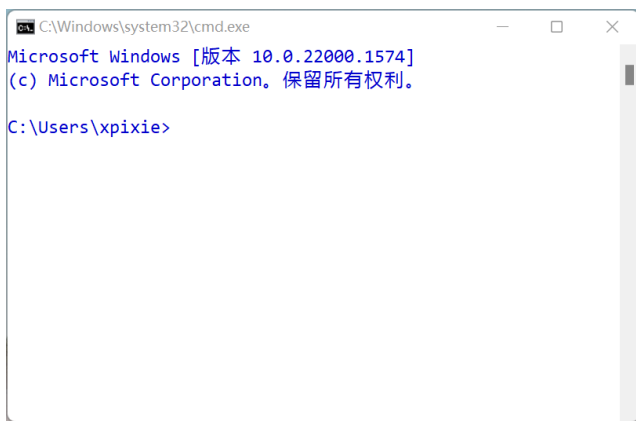 C:\Windows\system32\cmd.exe
Microsoft Windows [版本 10.0.22000.1574]
(c) Microsoft Corporation。保留所有权利。
C:\Users\xpixie>